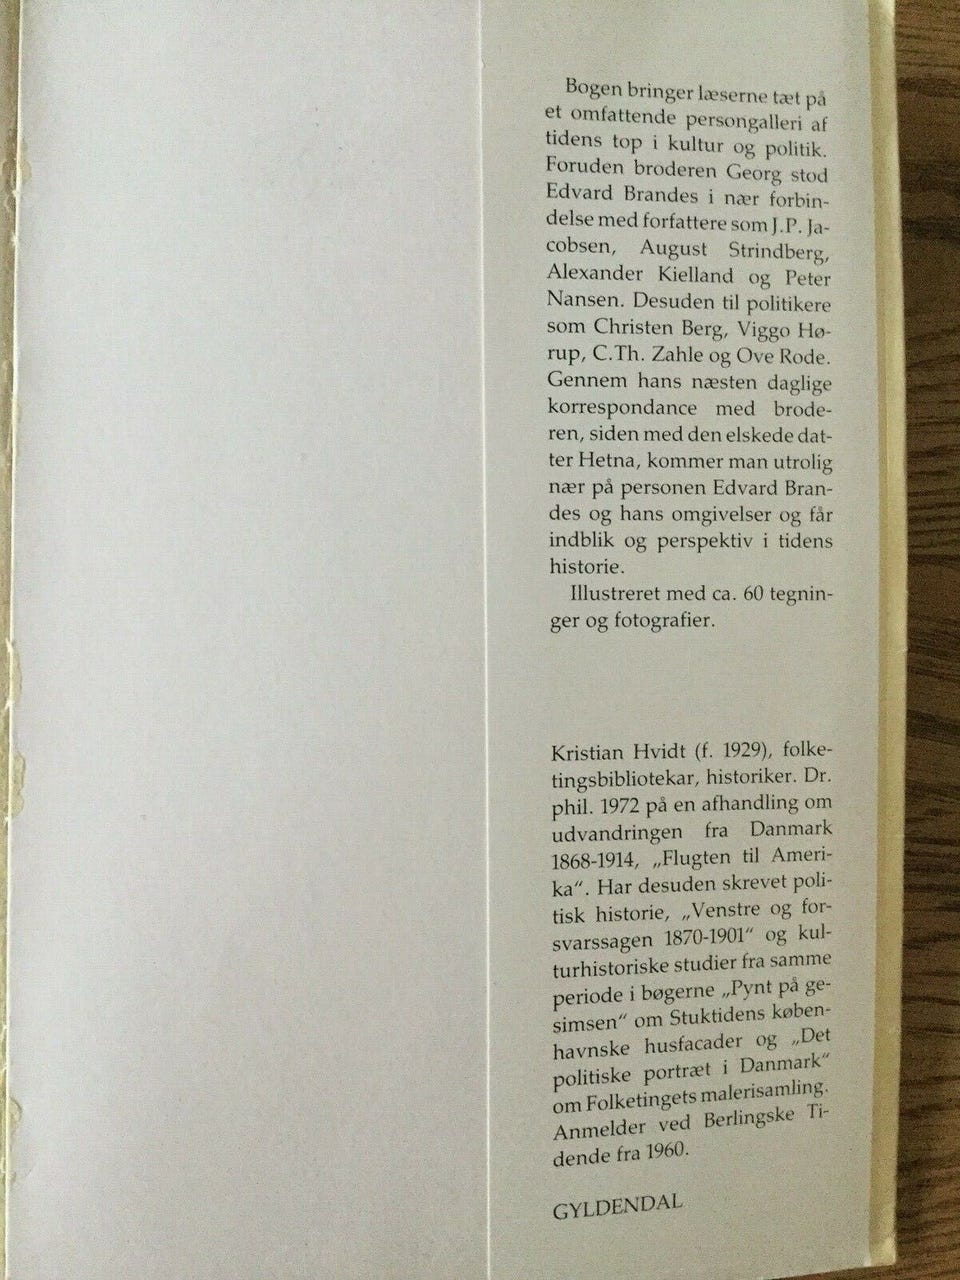 Bogen bringer læserne tæt på
et omfattende persongalleri af
tidens top i kultur og politik.
Foruden broderen Georg stod
Edvard Brandes i nær forbin-
delse med forfattere som J.P. Ja-
cobsen, August Strindberg,
Alexander Kielland og Peter
Nansen. Desuden til politikere
som Christen Berg, Viggo Hø-
rup, C.Th. Zahle og Ove Rode.
Gennem hans næsten daglige
korrespondance med brode-
ren, siden med den elskede dat-
ter Hetna, kommer man utrolig
nær på personen Edvard Bran-
des og hans omgivelser og får
indblik og perspektiv i tidens
historie.
Illustreret med ca. 60 tegnin-
ger og fotografier.
Kristian Hvidt (f. 1929), folke-
tingsbibliotekar, historiker. Dr.
phil. 1972 på en afhandling om
udvandringen fra Danmark
1868-1914, „Flugten til Ameri-
ka“. Har desuden skrevet poli-
tisk historie, „Venstre og for-
svarssagen 1870-1901“ og kul-
turhistoriske studier fra samme
periode i bøgerne „Pynt på ge-
simsen“ om Stuktidens køben-
havnske husfacader og „Det
politiske portræt i Danmark“
om Folketingets malerisamling.
Anmelder ved Berlingske Ti-
dende fra 1960.
GYLDENDAL